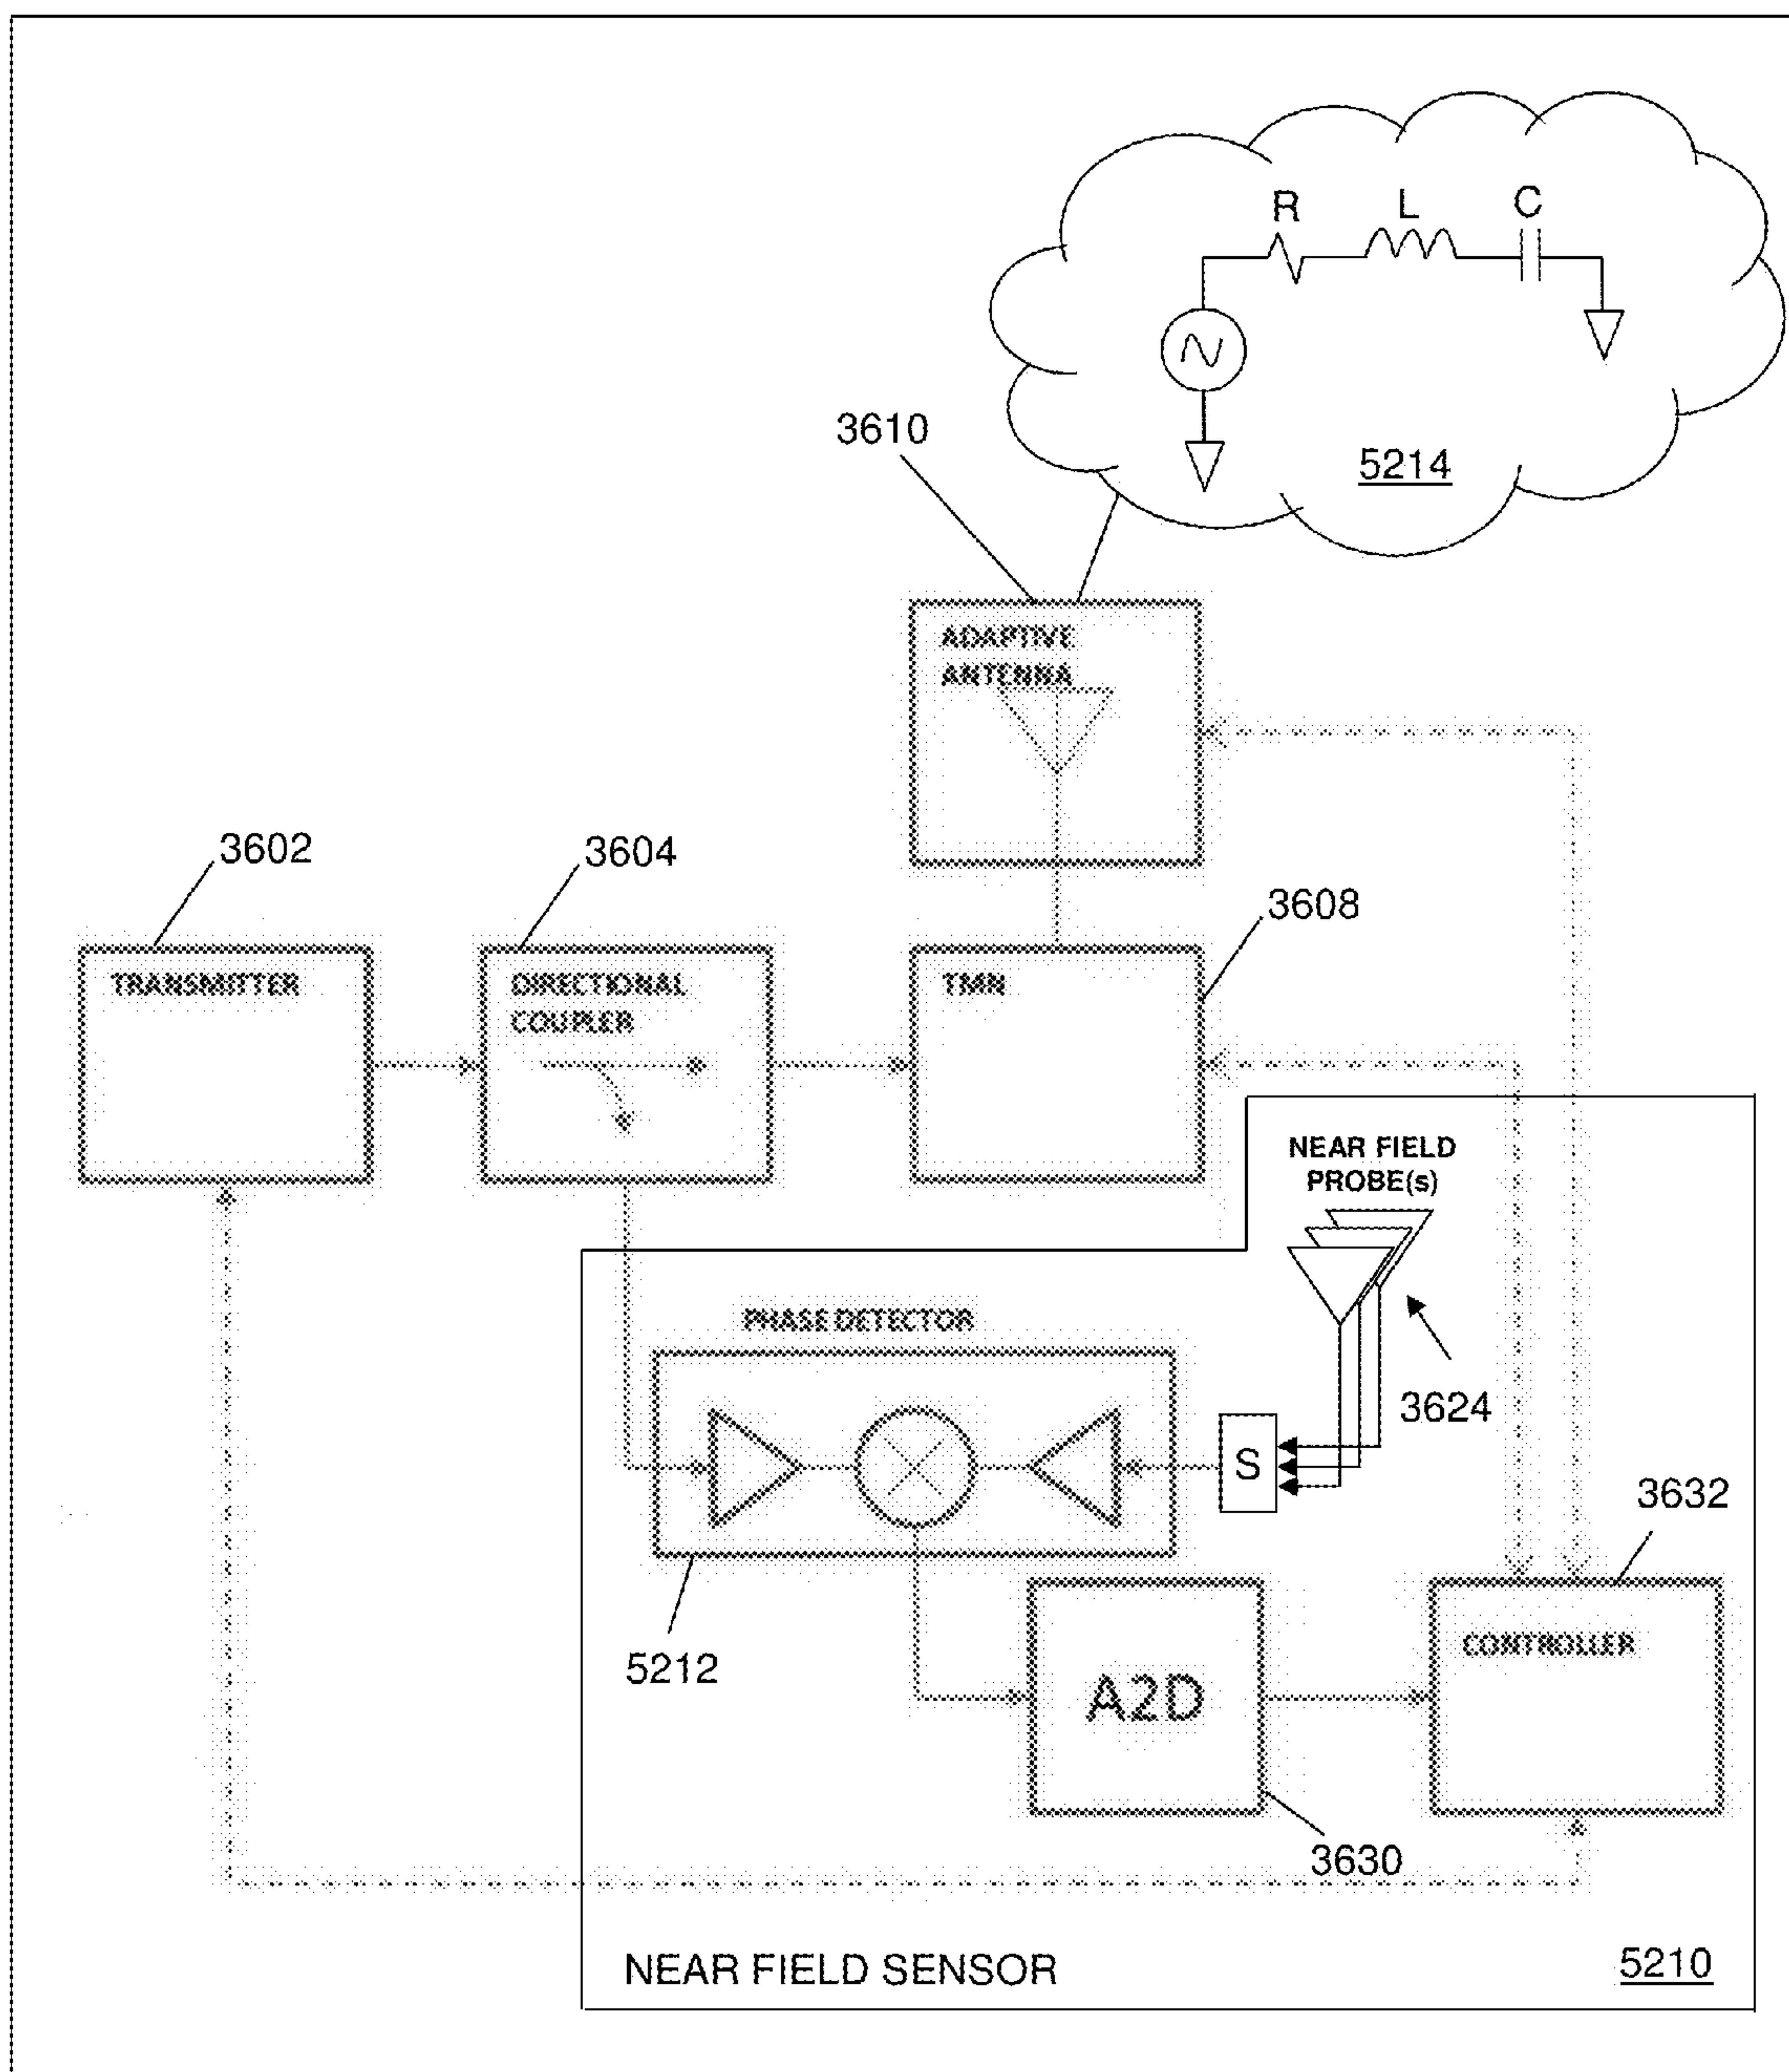 R L C
5214
3610
ADAPTIVE
ANTENNA
3602
3604
3608
TRANSMITTER
DIRECTIONAL
COUPLER
TMN
NEAR FIELD
PROBE(s)
PHASE DETECTOR
3624
S
3632
5212
A2D
CONTROLLER
3630
NEAR FIELD SENSOR
5210